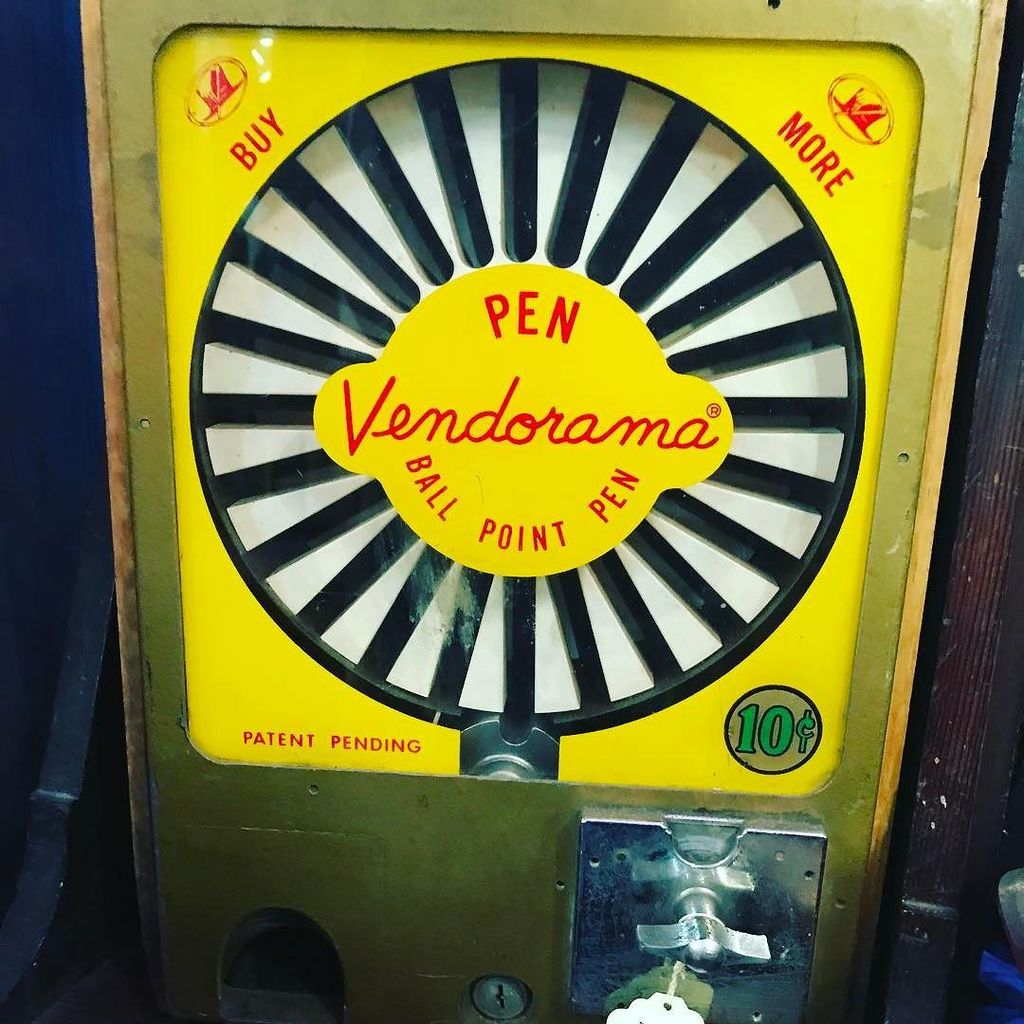 BUY
MORE
PEN
Vendorama®
BALL POINT PEN
PATENT PENDING
10¢